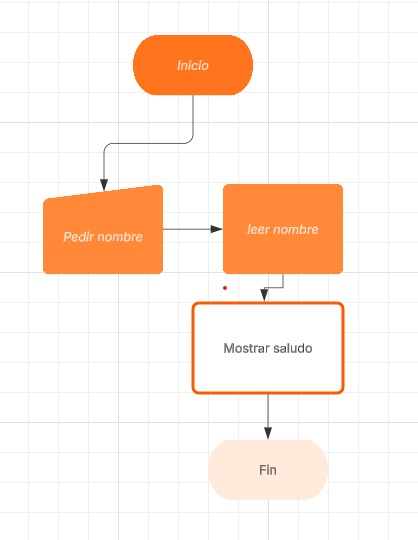 Inicio
Pedir nombre
leer nombre
Mostrar saludo
Fin